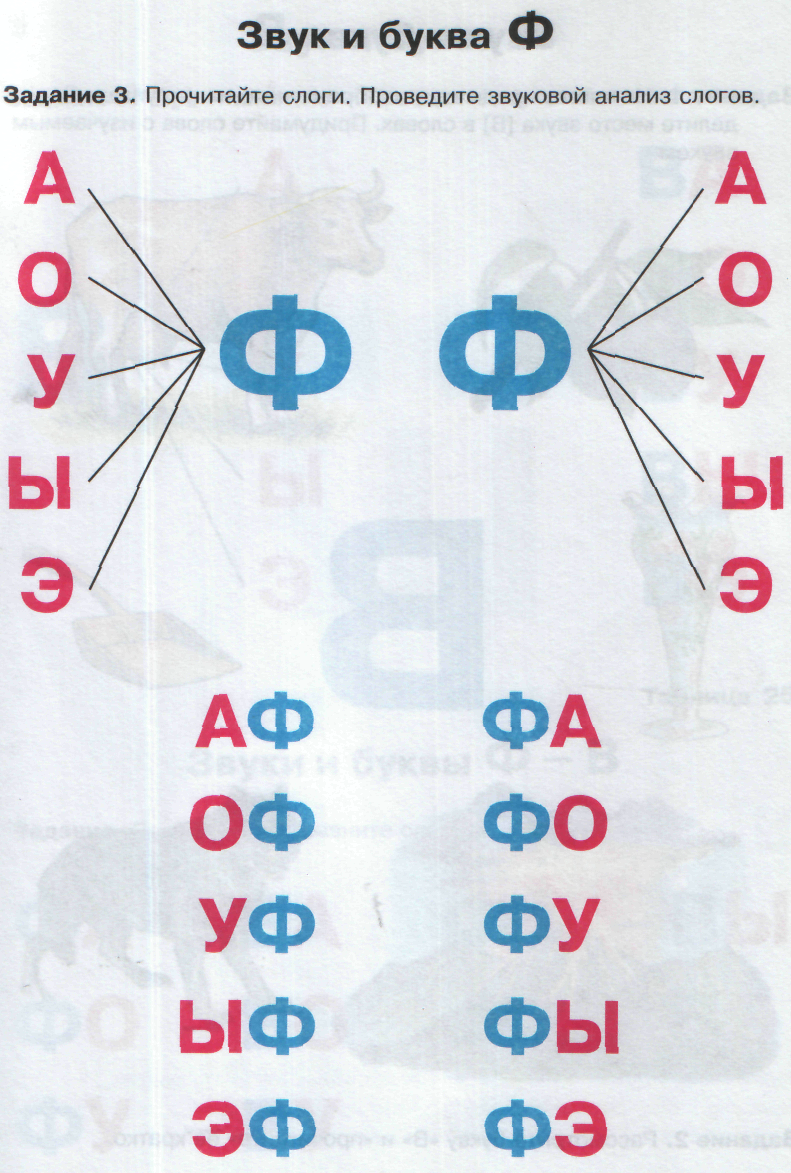 Звук и буква Ф
Задание 3. Прочитайте слоги. Проведите звуковой анализ слогов.
А А
О О
Ф Ф
У У
Ы Ы
Э Э
АФ ФА
ОФ ФО
УФ ФУ
ЫФ ФЫ
ЭФ ФЭ